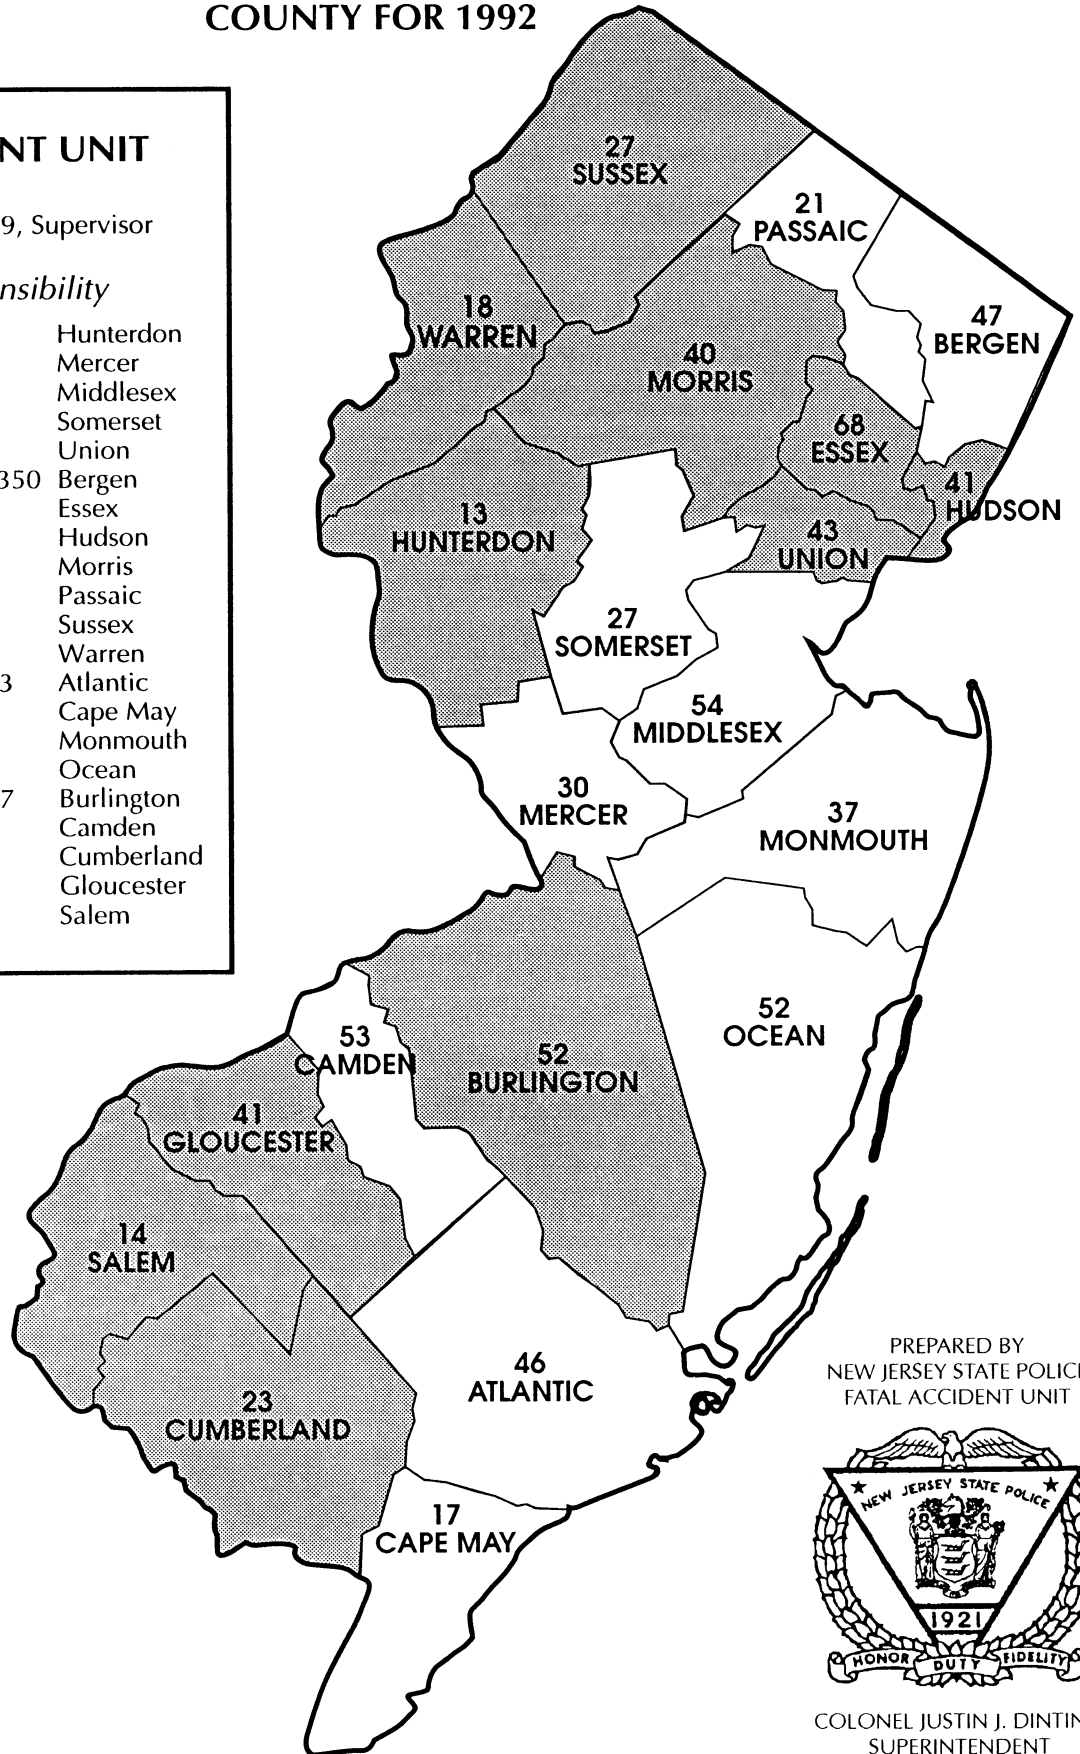 COUNTY FOR 1992
NT UNIT
9, Supervisor
nsibility
Hunterdon
Mercer
Middlesex
Somerset
Union
350 Bergen
Essex
Hudson
Morris
Passaic
Sussex
Warren
3 Atlantic
Cape May
Monmouth
Ocean
7 Burlington
Camden
Cumberland
Gloucester
Salem
27
SUSSEX
21
PASSAIC
18
WARREN
47
BERGEN
40
MORRIS
68
ESSEX
41
HUDSON
13
HUNTERDON
43
UNION
27
SOMERSET
54
MIDDLESEX
30
MERCER
37
MONMOUTH
52
OCEAN
53
CAMDEN
52
BURLINGTON
41
GLOUCESTER
14
SALEM
46
ATLANTIC
23
CUMBERLAND
17
CAPE MAY
PREPARED BY
NEW JERSEY STATE POLICE
FATAL ACCIDENT UNIT
NEW JERSEY STATE POLICE
1921
HONOR DUTY FIDELITY
COLONEL JUSTIN J. DINTIN
SUPERINTENDENT